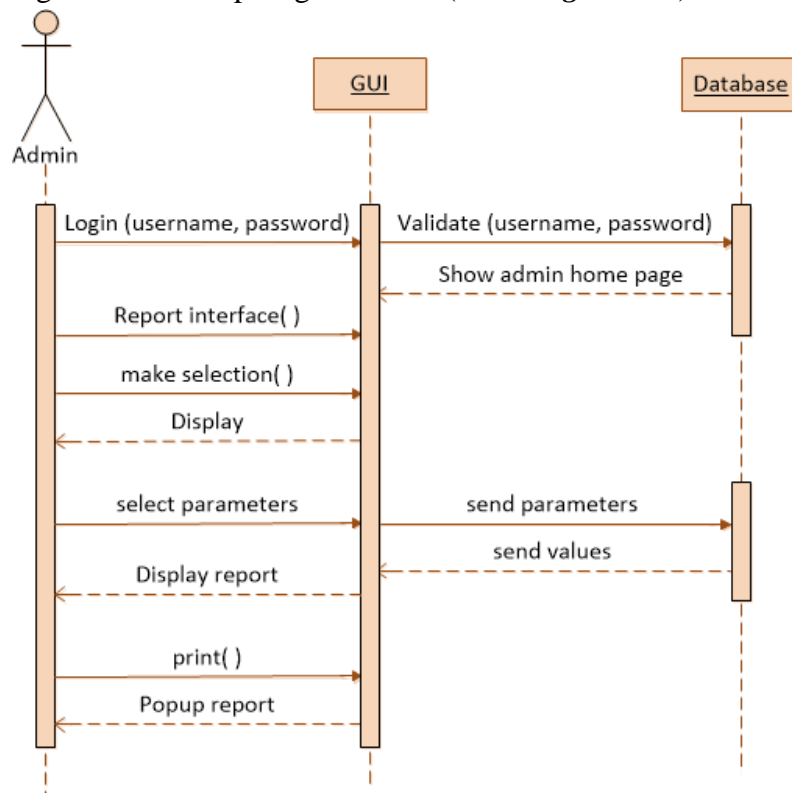 GUI
Database
Admin
Login (username, password)
Validate (username, password)
Show admin home page
Report interface( )
make selection( )
Display
select parameters
send parameters
send values
Display report
print( )
Popup report